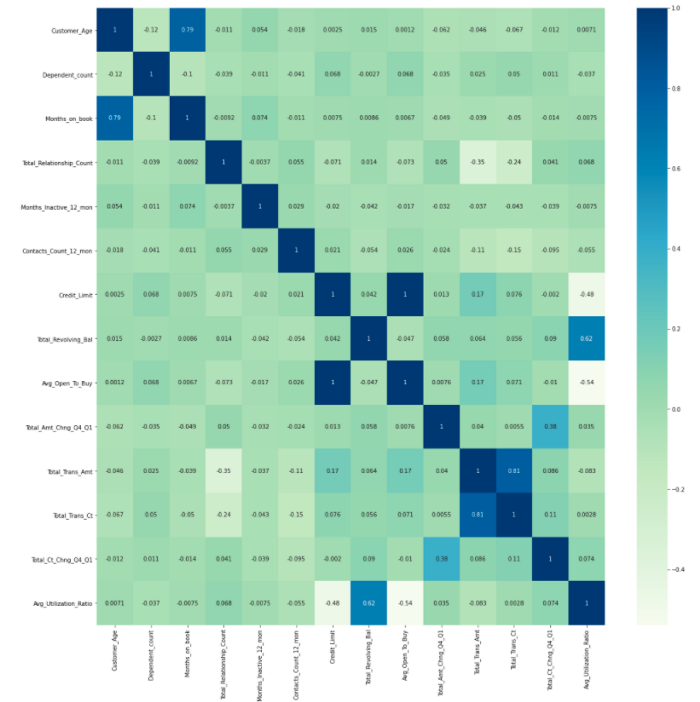 Customer_Age 1 -0.12 0.79 -0.011 0.054 -0.018 0.0025 0.015 0.0012 -0.062 -0.046 -0.067 -0.012 0.0071
Dependent_count -0.12 1 -0.1 -0.039 -0.011 -0.041 0.068 -0.0027 0.068 -0.035 0.025 0.05 0.011 -0.037
Months_on_book 0.79 -0.1 1 -0.0092 0.074 -0.011 0.0075 0.0086 0.0067 -0.049 -0.039 -0.05 -0.014 -0.0075
Total_Relationship_Count -0.011 -0.039 -0.0092 1 -0.0037 0.055 -0.071 0.014 -0.073 0.05 -0.35 -0.24 0.041 0.068
Months_Inactive_12_mon 0.054 -0.011 0.074 -0.0037 1 0.029 -0.02 -0.042 -0.017 -0.032 -0.037 -0.043 -0.039 -0.0075
Contacts_Count_12_mon -0.018 -0.041 -0.011 0.055 0.029 1 0.021 -0.054 0.026 -0.024 -0.11 -0.15 -0.095 -0.055
Credit_Limit 0.0025 0.068 0.0075 -0.071 -0.02 0.021 1 0.042 1 0.013 0.17 0.076 -0.002 -0.48
Total_Revolving_Bal 0.015 -0.0027 0.0086 0.014 -0.042 -0.054 0.042 1 -0.047 0.058 0.064 0.056 0.09 0.62
Avg_Open_To_Buy 0.0012 0.068 0.0067 -0.073 -0.017 0.026 1 -0.047 1 0.0076 0.17 0.071 -0.01 -0.54
Total_Amt_Chng_Q4_Q1 -0.062 -0.035 -0.049 0.05 -0.032 -0.024 0.013 0.058 0.0076 1 0.04 0.0055 0.38 0.035
Total_Trans_Amt -0.046 0.025 -0.039 -0.35 -0.037 -0.11 0.17 0.064 0.17 0.04 1 0.81 0.086 -0.083
Total_Trans_Ct -0.067 0.05 -0.05 -0.24 -0.043 -0.15 0.076 0.056 0.071 0.0055 0.81 1 0.11 0.0028
Total_Ct_Chng_Q4_Q1 -0.012 0.011 -0.014 0.041 -0.039 -0.095 -0.002 0.09 -0.01 0.38 0.086 0.11 1 0.074
Avg_Utilization_Ratio 0.0071 -0.037 -0.0075 0.068 -0.0075 -0.055 -0.48 0.62 -0.54 0.035 -0.083 0.0028 0.074 1
Customer_Age
Dependent_count
Months_on_book
Total_Relationship_Count
Months_Inactive_12_mon
Contacts_Count_12_mon
Credit_Limit
Total_Revolving_Bal
Avg_Open_To_Buy
Total_Amt_Chng_Q4_Q1
Total_Trans_Amt
Total_Trans_Ct
Total_Ct_Chng_Q4_Q1
Avg_Utilization_Ratio
1.0
0.8
0.6
0.4
0.2
0.0
−0.2
−0.4